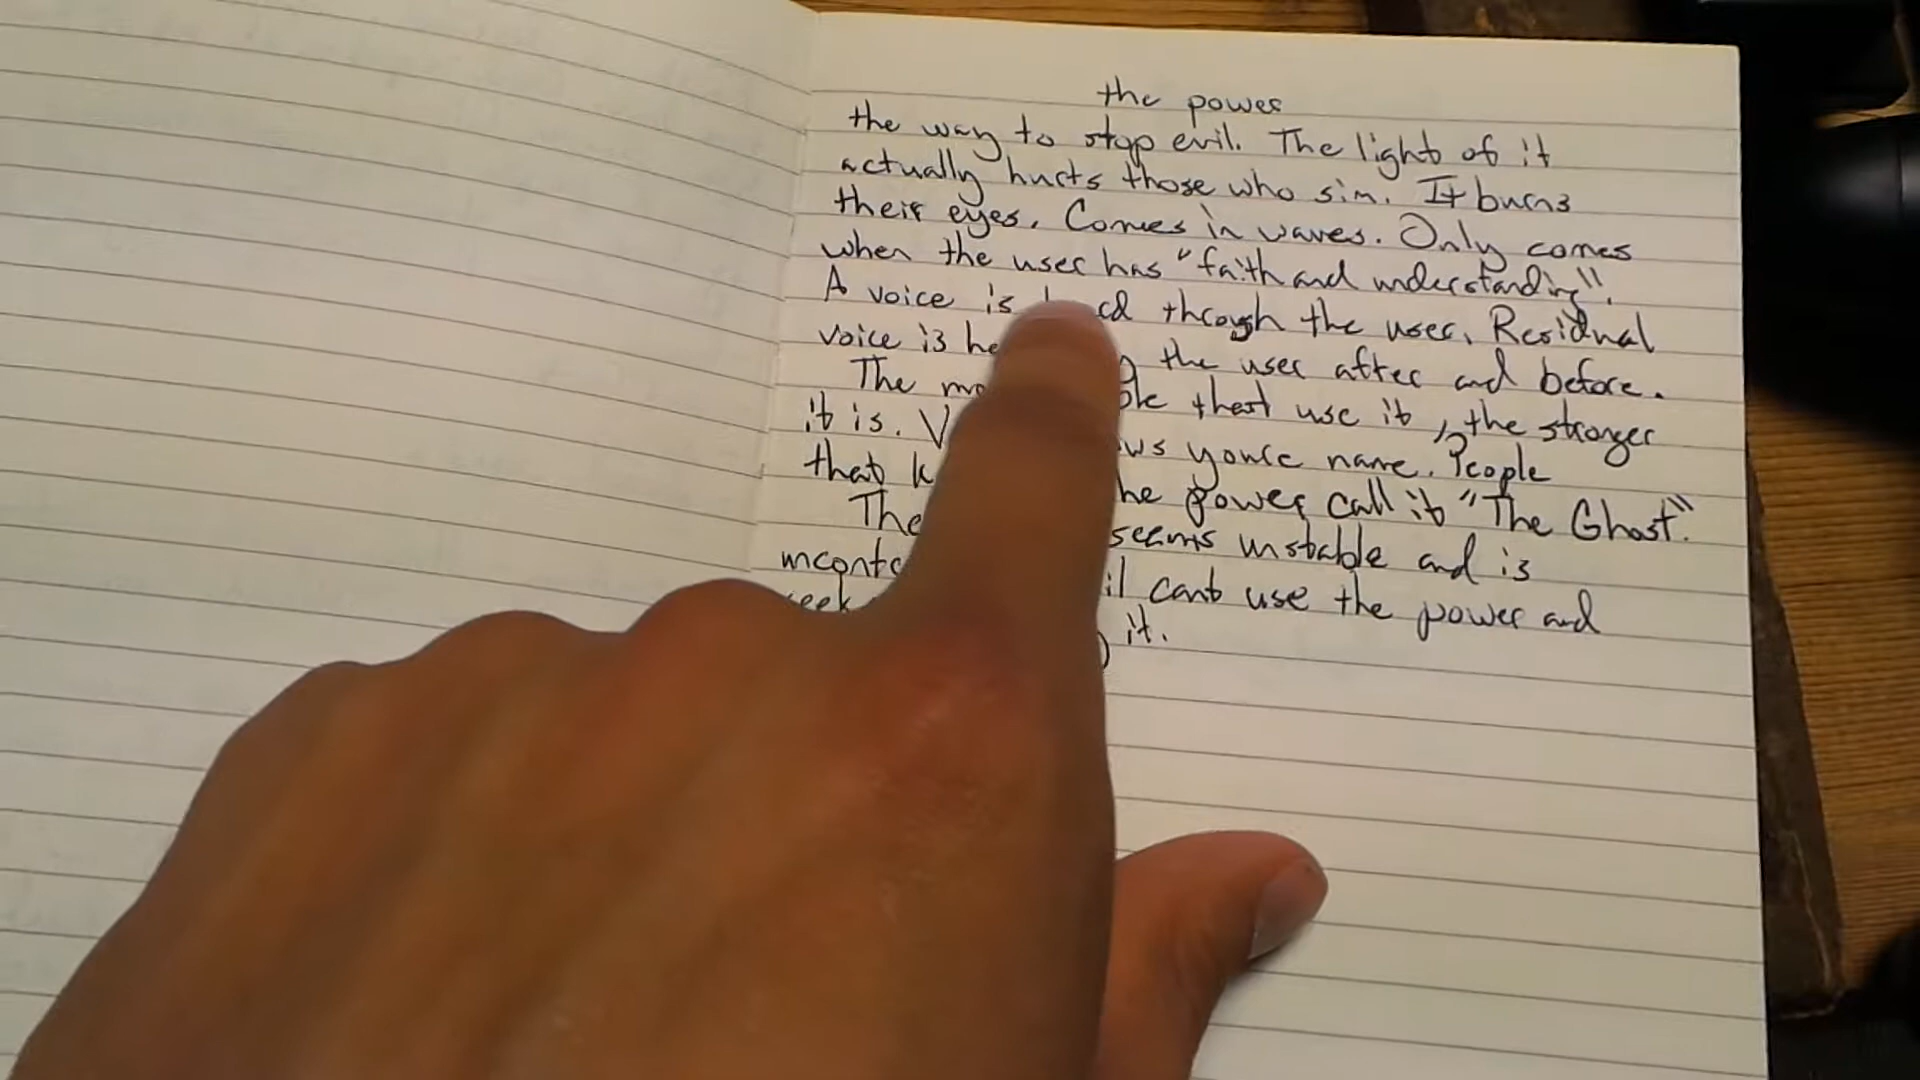 the power
the way to stop evil. The light of it
actually hurts those who sin. It burns
their eyes. Comes in waves. Only comes
when the user has "faith and understanding".
A voice is through the user. Residual
voice is the user after and before.
The that use it, the stronger
it is. your name. People
that power call it "The Ghost".
The seems unstable and is
cant use the power and
it.